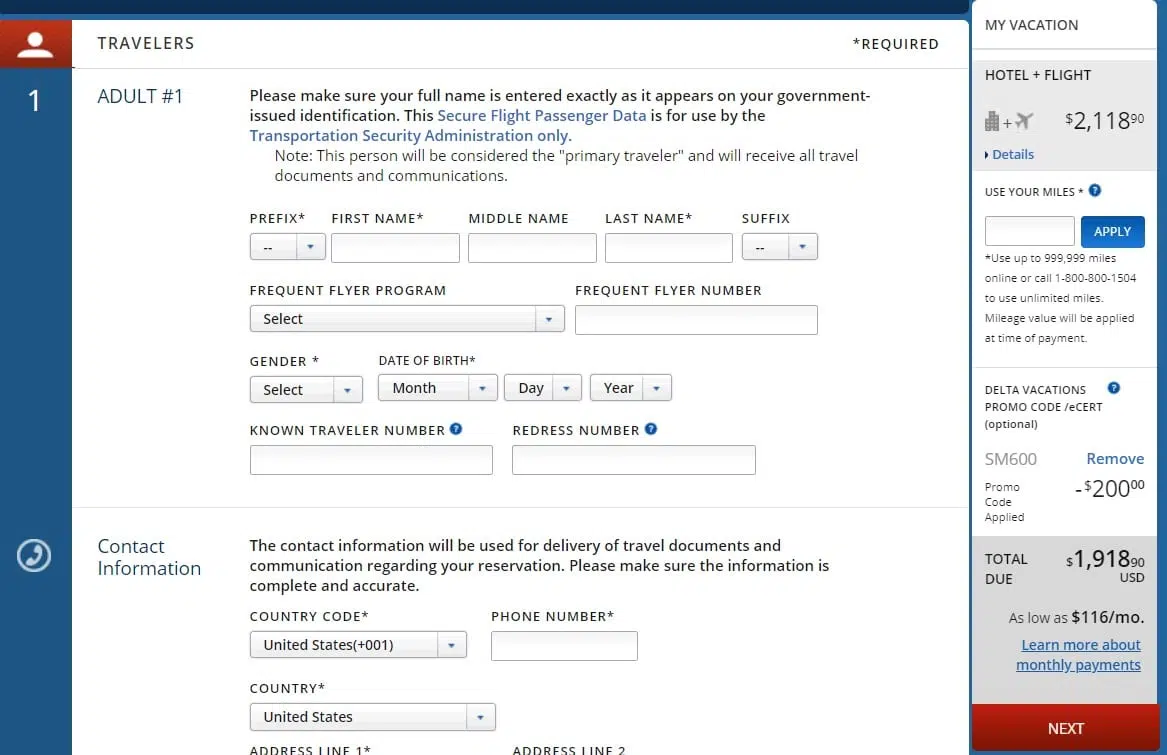 TRAVELERS
*REQUIRED
1
ADULT #1
Please make sure your full name is entered exactly as it appears on your government-
issued identification. This Secure Flight Passenger Data is for use by the
Transportation Security Administration only.
Note: This person will be considered the "primary traveler" and will receive all travel
documents and communications.
PREFIX* FIRST NAME* MIDDLE NAME LAST NAME* SUFFIX
-- --
FREQUENT FLYER PROGRAM FREQUENT FLYER NUMBER
Select
GENDER * DATE OF BIRTH*
Select Month Day Year
KNOWN TRAVELER NUMBER ? REDRESS NUMBER ?
Contact
Information
The contact information will be used for delivery of travel documents and
communication regarding your reservation. Please make sure the information is
complete and accurate.
COUNTRY CODE* PHONE NUMBER*
United States(+001)
COUNTRY*
United States
ADDRESS LINE 1* ADDRESS LINE 2
MY VACATION
HOTEL + FLIGHT
+ $2,11890
Details
USE YOUR MILES * ?
APPLY
*Use up to 999,999 miles
online or call 1-800-800-1504
to use unlimited miles.
Mileage value will be applied
at time of payment.
DELTA VACATIONS ?
PROMO CODE /eCERT
(optional)
SM600 Remove
Promo
Code
Applied
-$20000
TOTAL
DUE
$1,91890
USD
As low as $116/mo.
Learn more about
monthly payments
NEXT